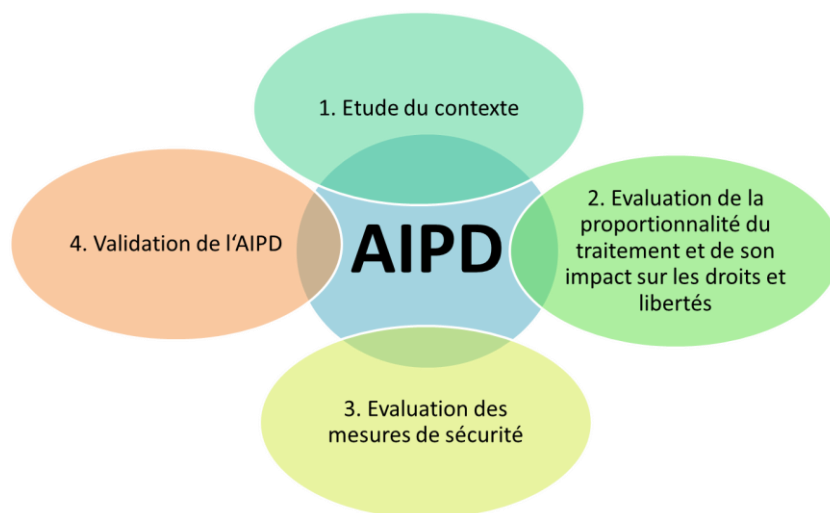 1. Etude du contexte
AIPD
2. Evaluation de la
proportionnalité du
traitement et de son
impact sur les droits et
libertés
3. Evaluation des
mesures de sécurité
4. Validation de l‘AIPD